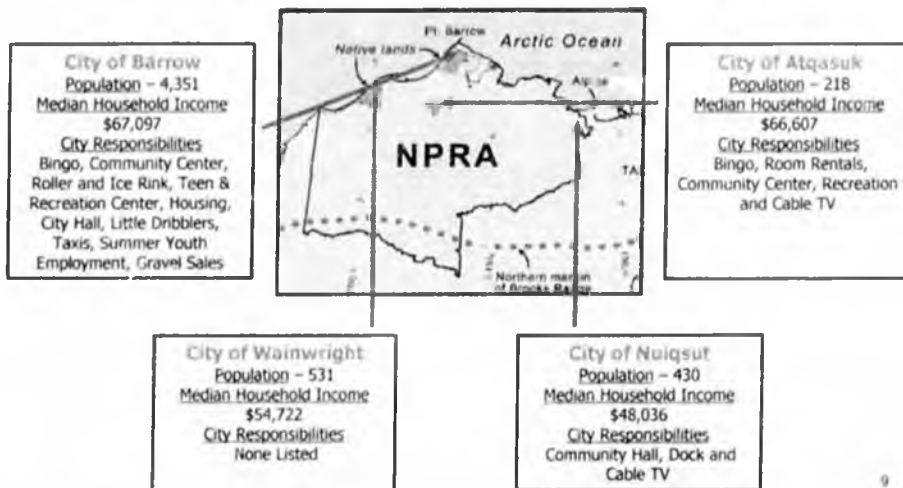 City of Barrow
Population – 4,351
Median Household Income
$67,097
City Responsibilities
Bingo, Community Center,
Roller and Ice Rink, Teen &
Recreation Center, Housing,
City Hall, Little Dribblers,
Taxis, Summer Youth
Employment, Gravel Sales
Pt. Barrow
Native lands
Arctic Ocean
Alpine
NPRA
TA
Northern margin
of Brooks Range
City of Atqasuk
Population – 218
Median Household Income
$66,607
City Responsibilities
Bingo, Room Rentals,
Community Center, Recreation
and Cable TV
City of Wainwright
Population – 531
Median Household Income
$54,722
City Responsibilities
None Listed
City of Nuiqsut
Population – 430
Median Household Income
$48,036
City Responsibilities
Community Hall, Dock and
Cable TV
9